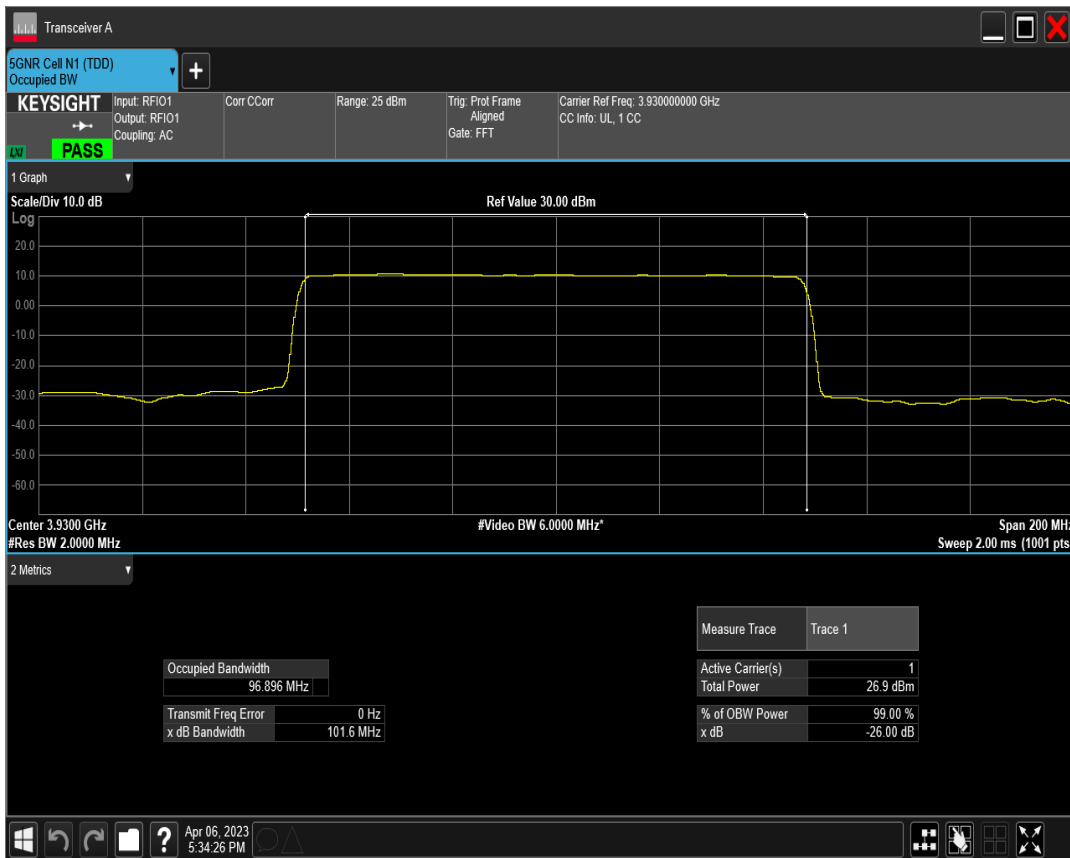 Transceiver A
5GNR Cell N1 (TDD)
Occupied BW
+
KEYSIGHT
LXI
PASS
Input: RFIO1
Output: RFIO1
Coupling: AC
Corr CCorr
Range: 25 dBm
Trig: Prot Frame
Aligned
Gate: FFT
Carrier Ref Freq: 3.930000000 GHz
CC Info: UL, 1 CC
1 Graph
Scale/Div 10.0 dB
Ref Value 30.00 dBm
Log
20.0
10.0
0.00
-10.0
-20.0
-30.0
-40.0
-50.0
-60.0
Center 3.9300 GHz
#Video BW 6.0000 MHz*
Span 200 MHz
#Res BW 2.0000 MHz
Sweep 2.00 ms (1001 pts
2 Metrics
Measure Trace Trace 1
Occupied Bandwidth
96.896 MHz
Active Carrier(s) 1
Total Power 26.9 dBm
Transmit Freq Error 0 Hz
x dB Bandwidth 101.6 MHz
% of OBW Power 99.00 %
x dB -26.00 dB
?
Apr 06, 2023
5:34:26 PM